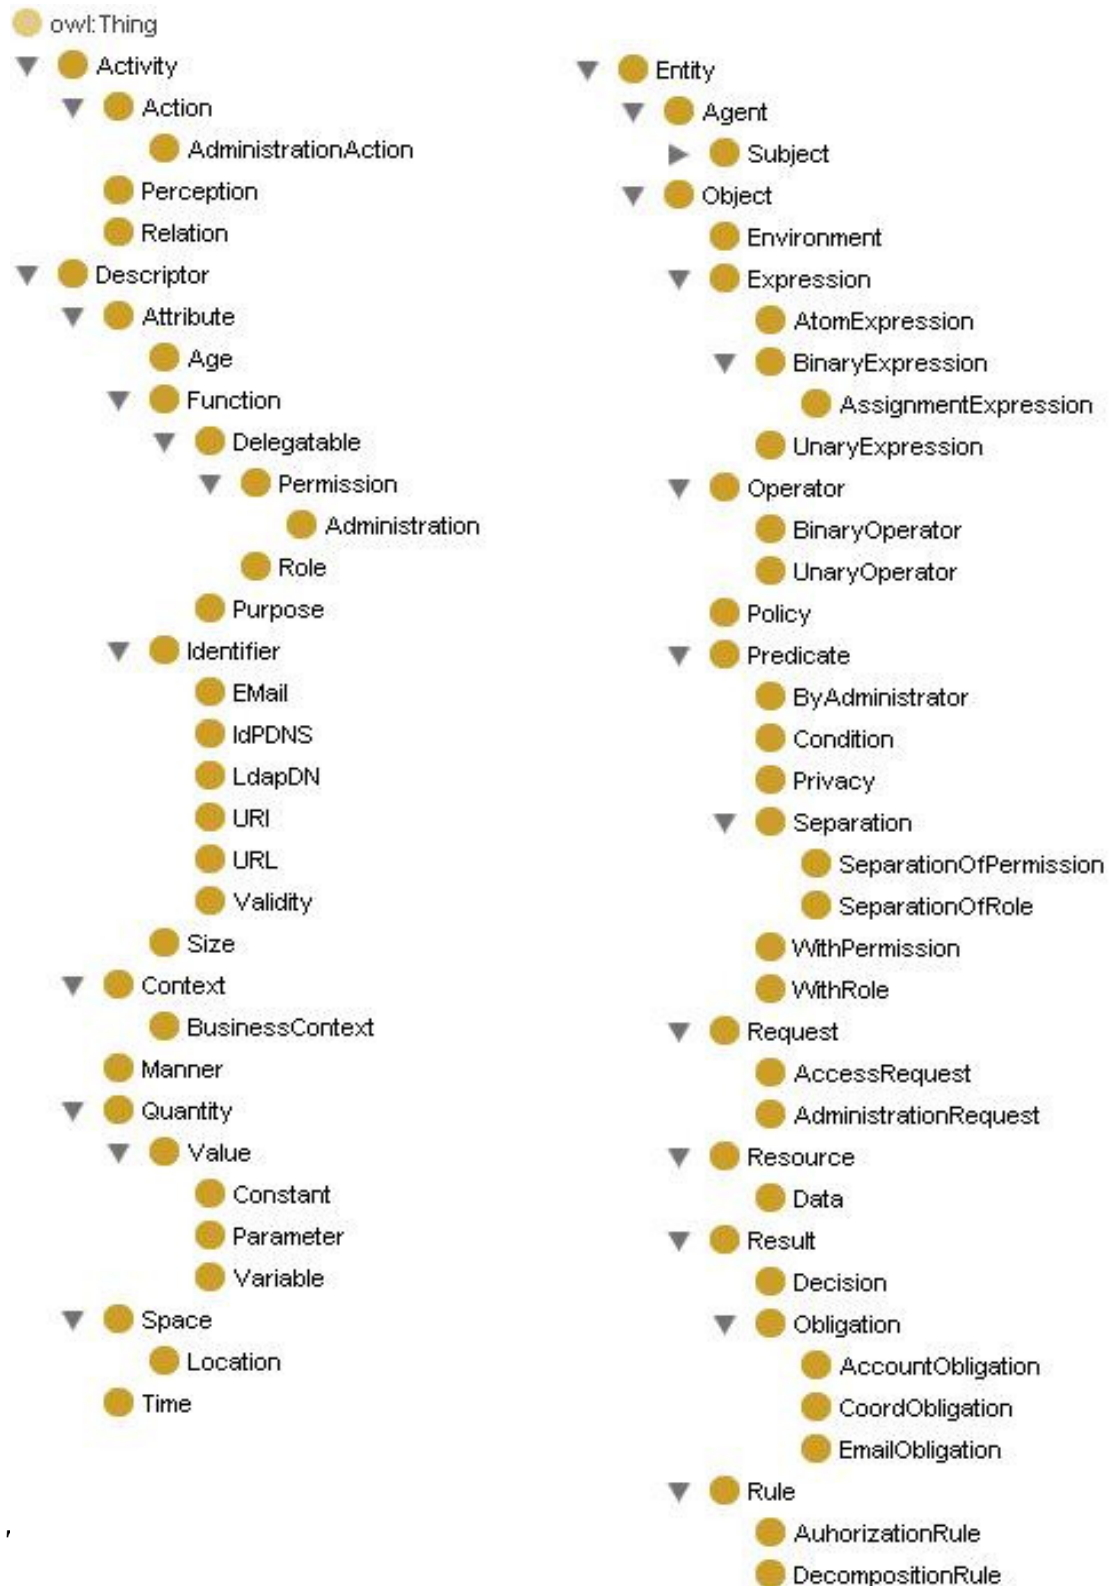 owl:Thing
Activity
Action
AdministrationAction
Perception
Relation
Descriptor
Attribute
Age
Function
Delegatable
Permission
Administration
Role
Purpose
Identifier
EMail
IdPDNS
LdapDN
URI
URL
Validity
Size
Context
BusinessContext
Manner
Quantity
Value
Constant
Parameter
Variable
Space
Location
Time
,
Entity
Agent
Subject
Object
Environment
Expression
AtomExpression
BinaryExpression
AssignmentExpression
UnaryExpression
Operator
BinaryOperator
UnaryOperator
Policy
Predicate
ByAdministrator
Condition
Privacy
Separation
SeparationOfPermission
SeparationOfRole
WithPermission
WithRole
Request
AccessRequest
AdministrationRequest
Resource
Data
Result
Decision
Obligation
AccountObligation
CoordObligation
EmailObligation
Rule
AuhorizationRule
DecompositionRule